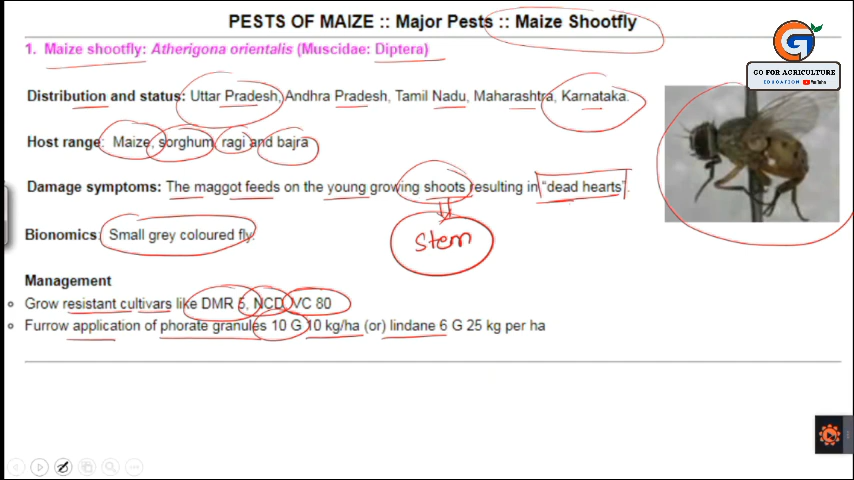 PESTS OF MAIZE :: Major Pests :: Maize Shootfly
GO FOR AGRICULTURE
EDUCATION YouTube
1. Maize shootfly: Atherigona orientalis (Muscidae: Diptera)
Distribution and status: Uttar Pradesh, Andhra Pradesh, Tamil Nadu, Maharashtra, Karnataka.
Host range: Maize, sorghum, ragi and bajra
Damage symptoms: The maggot feeds on the young growing shoots resulting in "dead hearts".
Bionomics: Small grey coloured fly.
Stem
Management
Grow resistant cultivars like DMR 5, NCD, VC 80
Furrow application of phorate granules 10 G 10 kg/ha (or) lindane 6 G 25 kg per ha